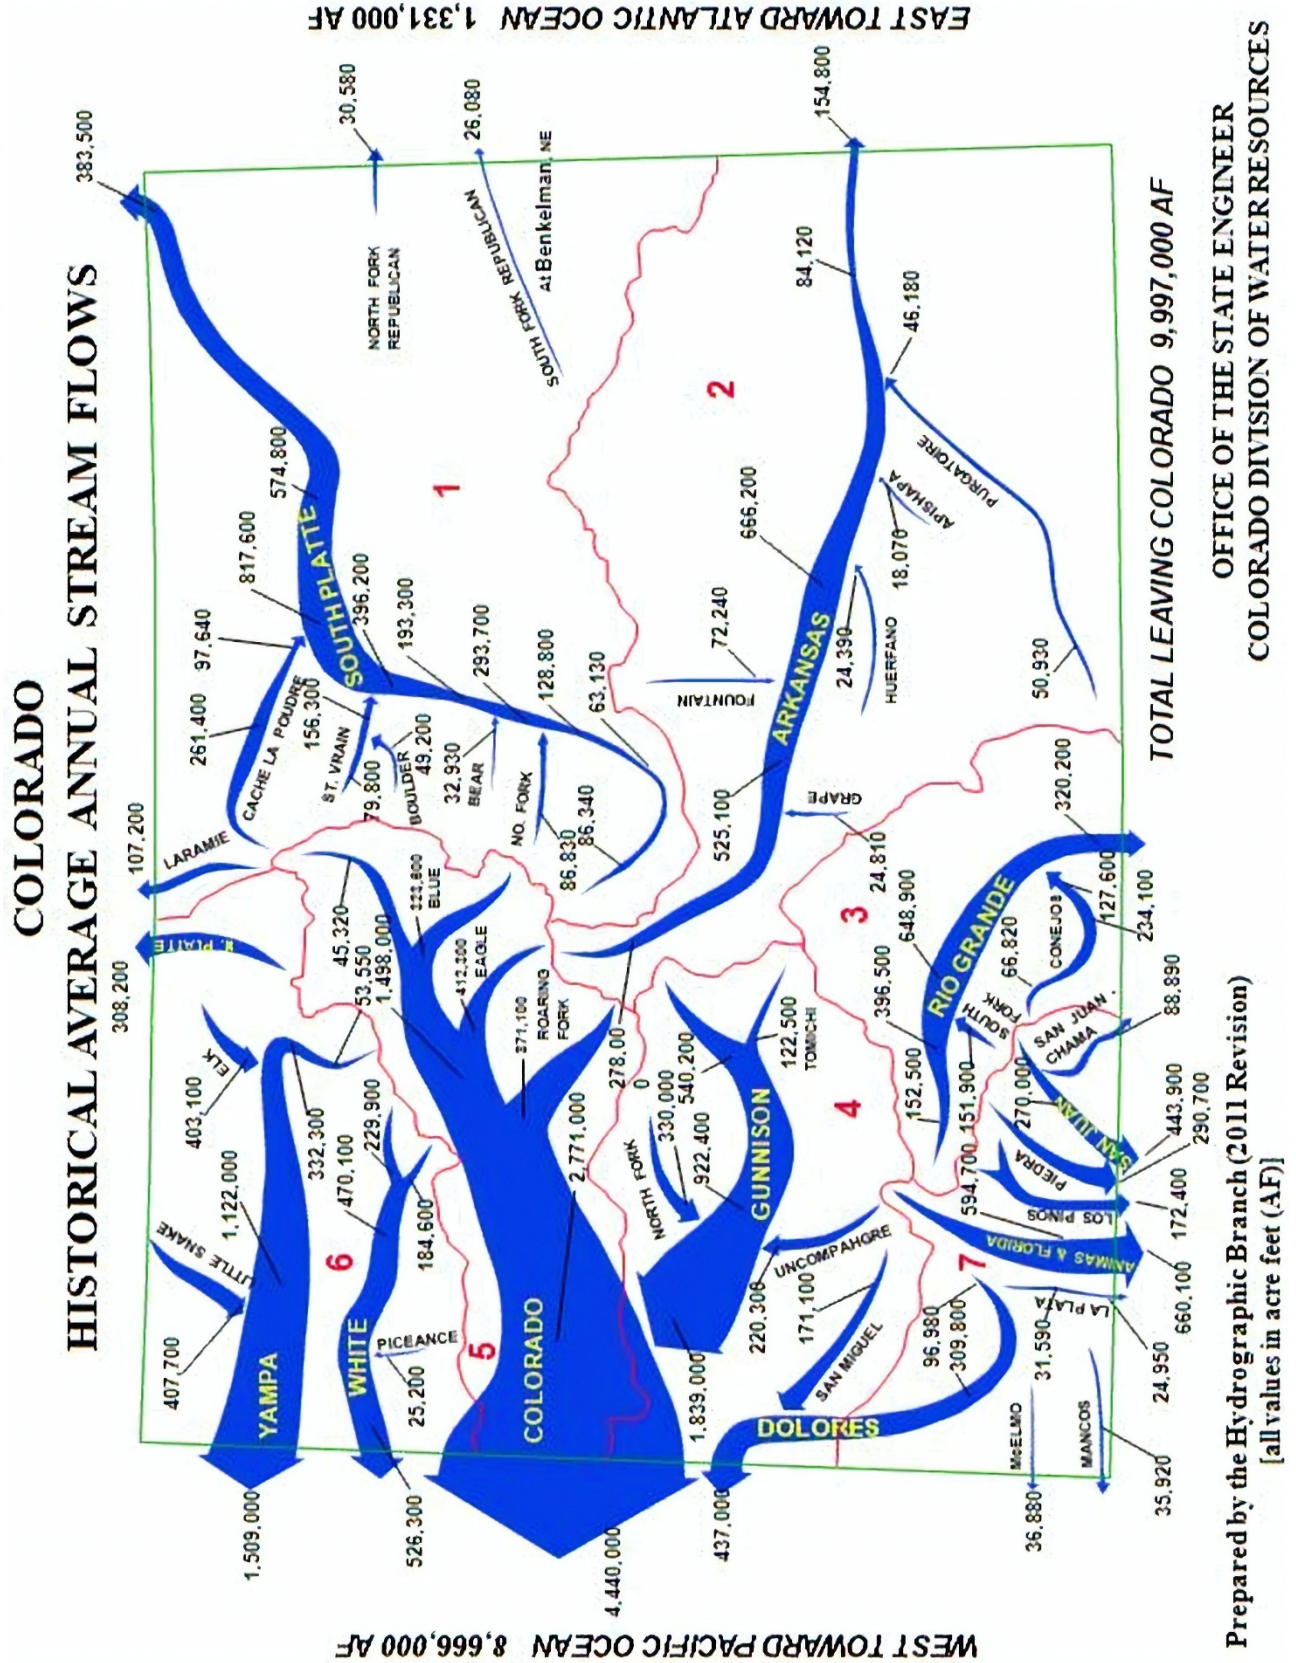 COLORADO
HISTORICAL AVERAGE ANNUAL STREAM FLOWS
WEST TOWARD PACIFIC OCEAN 8,666,000 AF
EAST TOWARD ATLANTIC OCEAN 1,331,000 AF
308,200
107,200
383,500
N. PLATTE
LARAMIE
ELK
403,100
LITTLE SNAKE
407,700
1,122,000
332,300
YAMPA
1,509,000
53,550
45,320
1,498,000
229,900
470,100
184,600
6
WHITE
PICEANCE
25,200
526,300
BLUE
EAGLE
371,100
ROARING
FORK
2,771,000
5
COLORADO
4,440,000
261,400
97,640
CACHE LA POUDRE
817,600
574,800
SOUTH PLATTE
156,300
ST. VRAIN
79,800
BOULDER
49,200
396,200
193,300
32,930
BEAR
293,700
NO. FORK
128,800
86,830
86,340
63,130
1
30,580
NORTH FORK
REPUBLICAN
26,080
SOUTH FORK REPUBLICAN
At Benkelman, NE
278,00
0
540,200
330,000
922,400
NORTH FORK
122,500
TOMICHI
GUNNISON
4
1,839,000
220,300
UNCOMPAHGRE
171,100
SAN MIGUEL
DOLORES
437,000
96,980
309,800
525,100
FOUNTAIN
72,240
666,200
ARKANSAS
GRAPE
24,810
24,390
HUERFANO
18,070
APISHAPA
PURGATOIRE
50,930
46,180
84,120
154,800
2
3
648,900
396,500
RIO GRANDE
152,500
SOUTH
FORK
151,900
66,820
CONEJOS
127,600
320,200
234,100
SAN JUAN -
CHAMA
88,890
270,000
SAN JUAN
443,900
PIEDRA
290,700
594,700
LOS PINOS
172,400
ANIMAS & FLORIDA
660,100
7
LA PLATA
31,590
24,950
McELMO
36,880
MANCOS
35,920
TOTAL LEAVING COLORADO 9,997,000 AF
Prepared by the Hydrographic Branch (2011 Revision)
[all values in acre feet (AF)]
OFFICE OF THE STATE ENGINEER
COLORADO DIVISION OF WATER RESOURCES